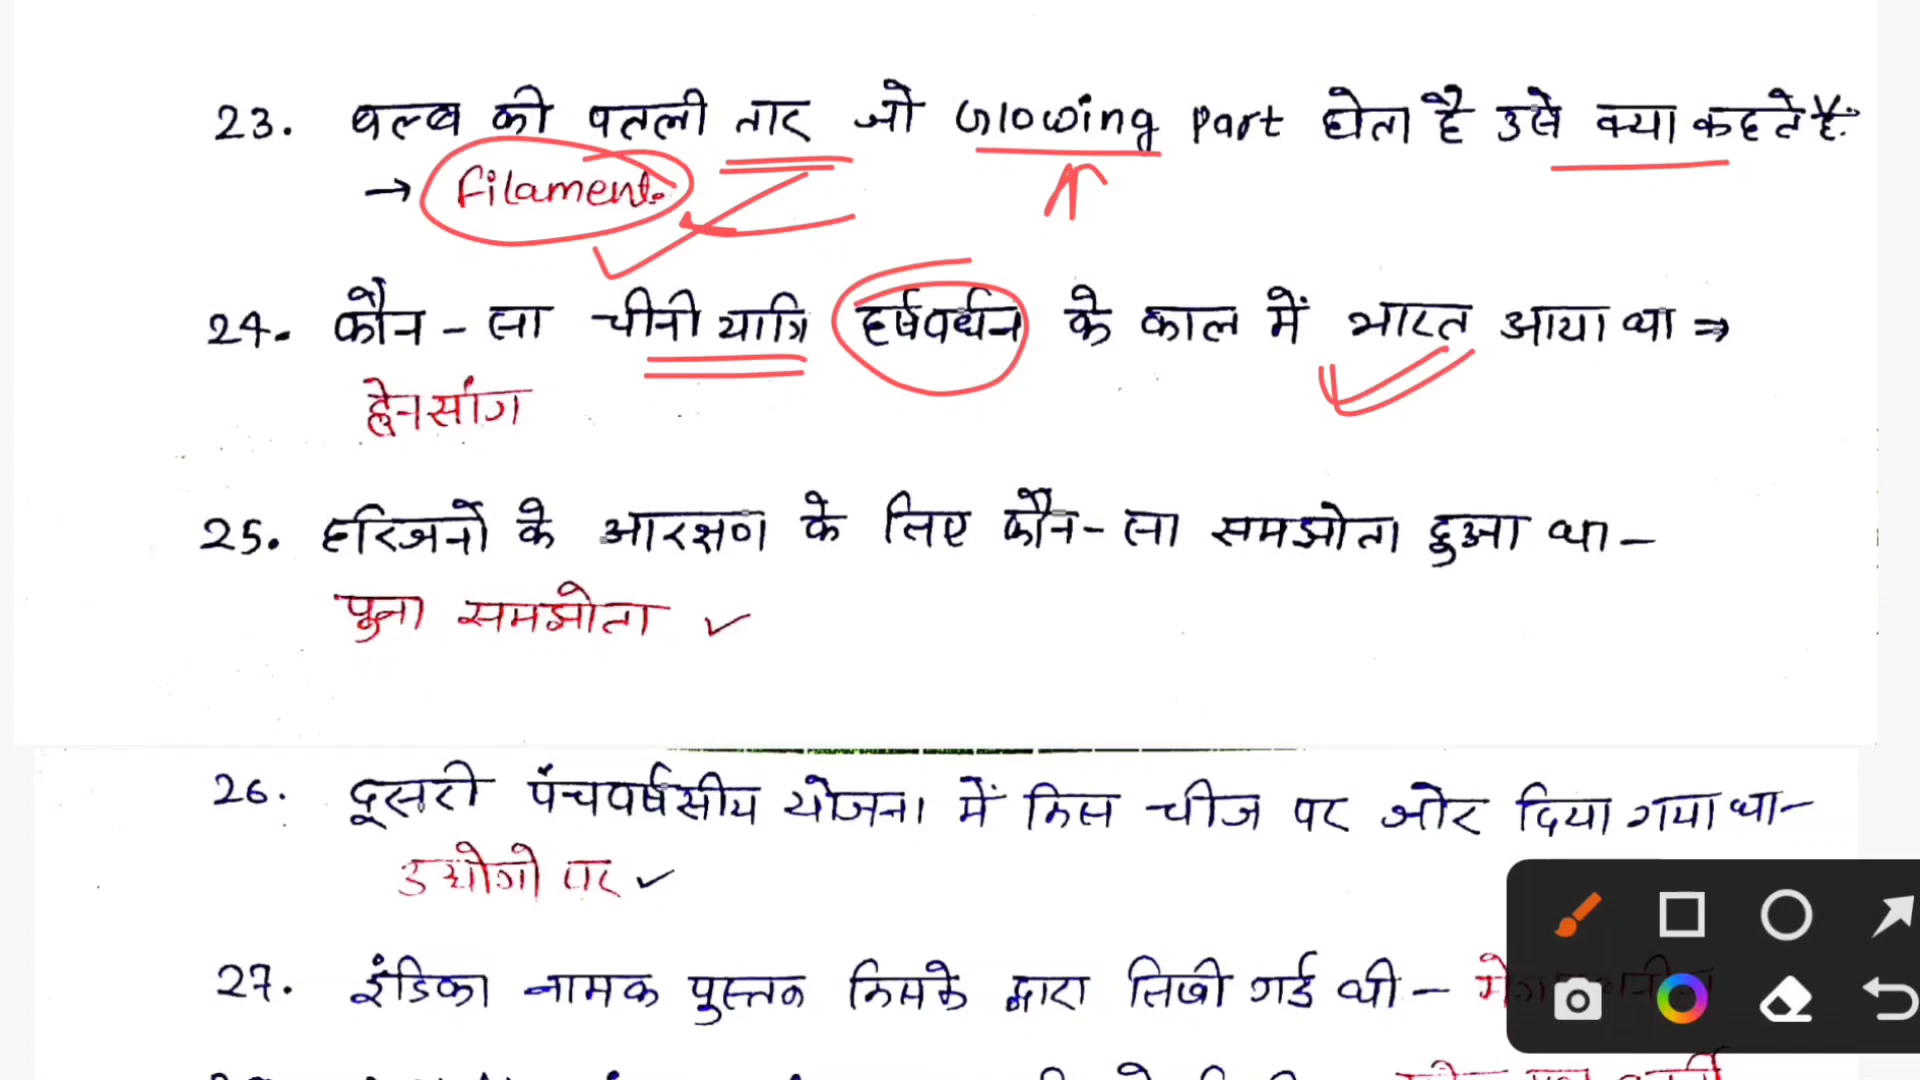 23. बल्ब की पतली तार जो Glowing Part होता है उसे क्या कहते है.
→ Filament.
24. कौन-सा चीनी यात्रि हर्षवर्धन के काल में भारत आया था ⇒
ह्वेनसांग
25. हरिजनों के आरक्षण के लिए कौन-सा समझोता हुआ था -
पुना समझोता ✓
26. दूसरी पंचवर्षसीय योजना में किस चीज पर जोर दिया गया था -
उद्योगो पर ✓
27. इंडिका नामक पुस्तक किसके द्वारा लिखी गई थी -